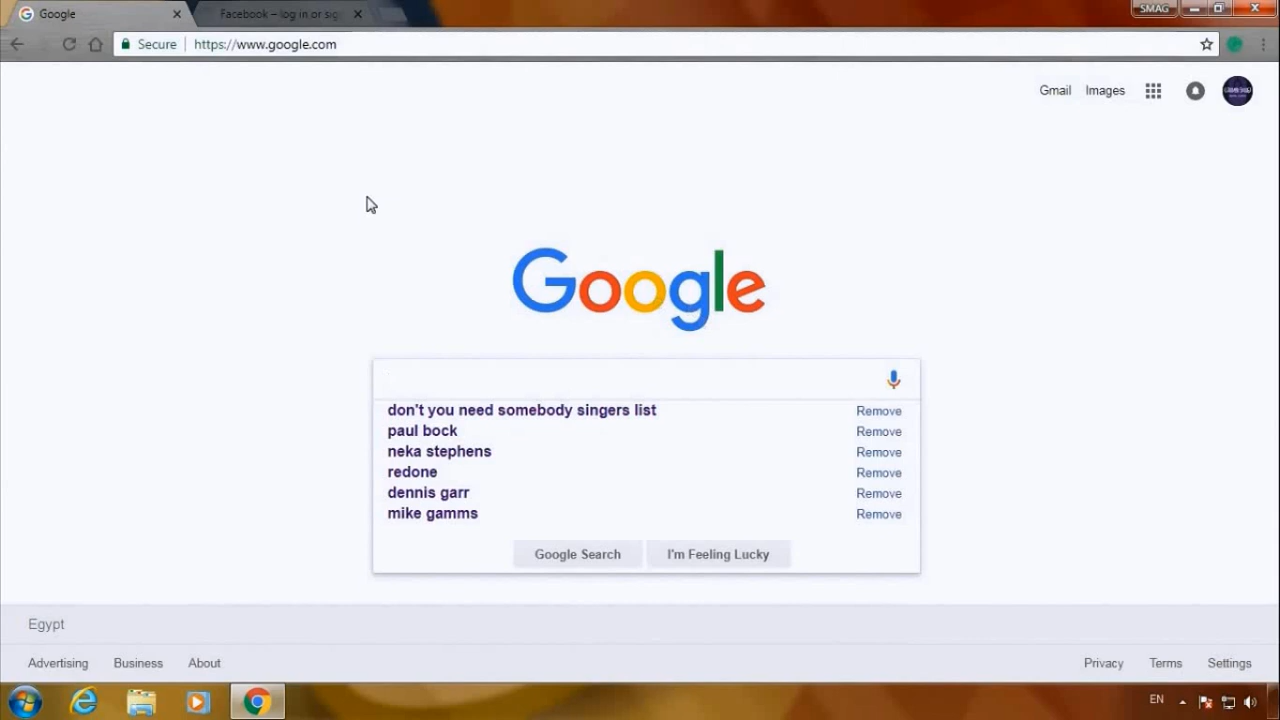 Google
Facebook – log in or sig
SMAG
Secure
https://www.google.com
Gmail
Images
Google
don't you need somebody singers list
Remove
paul bock
Remove
neka stephens
Remove
redone
Remove
dennis garr
Remove
mike gamms
Remove
Google Search
I'm Feeling Lucky
Egypt
Advertising
Business
About
Privacy
Terms
Settings
EN